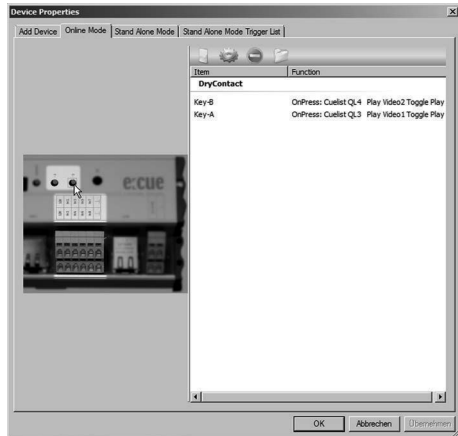 Device Properties
Add Device Online Mode Stand Alone Mode Stand Alone Mode Trigger List
Item Function
DryContact
Key-B OnPress: Cuelist QL4 Play Video2 Toggle Play
Key-A OnPress: Cuelist QL3 Play Video1 Toggle Play
e:cue
OK Abbrechen Übernehmen